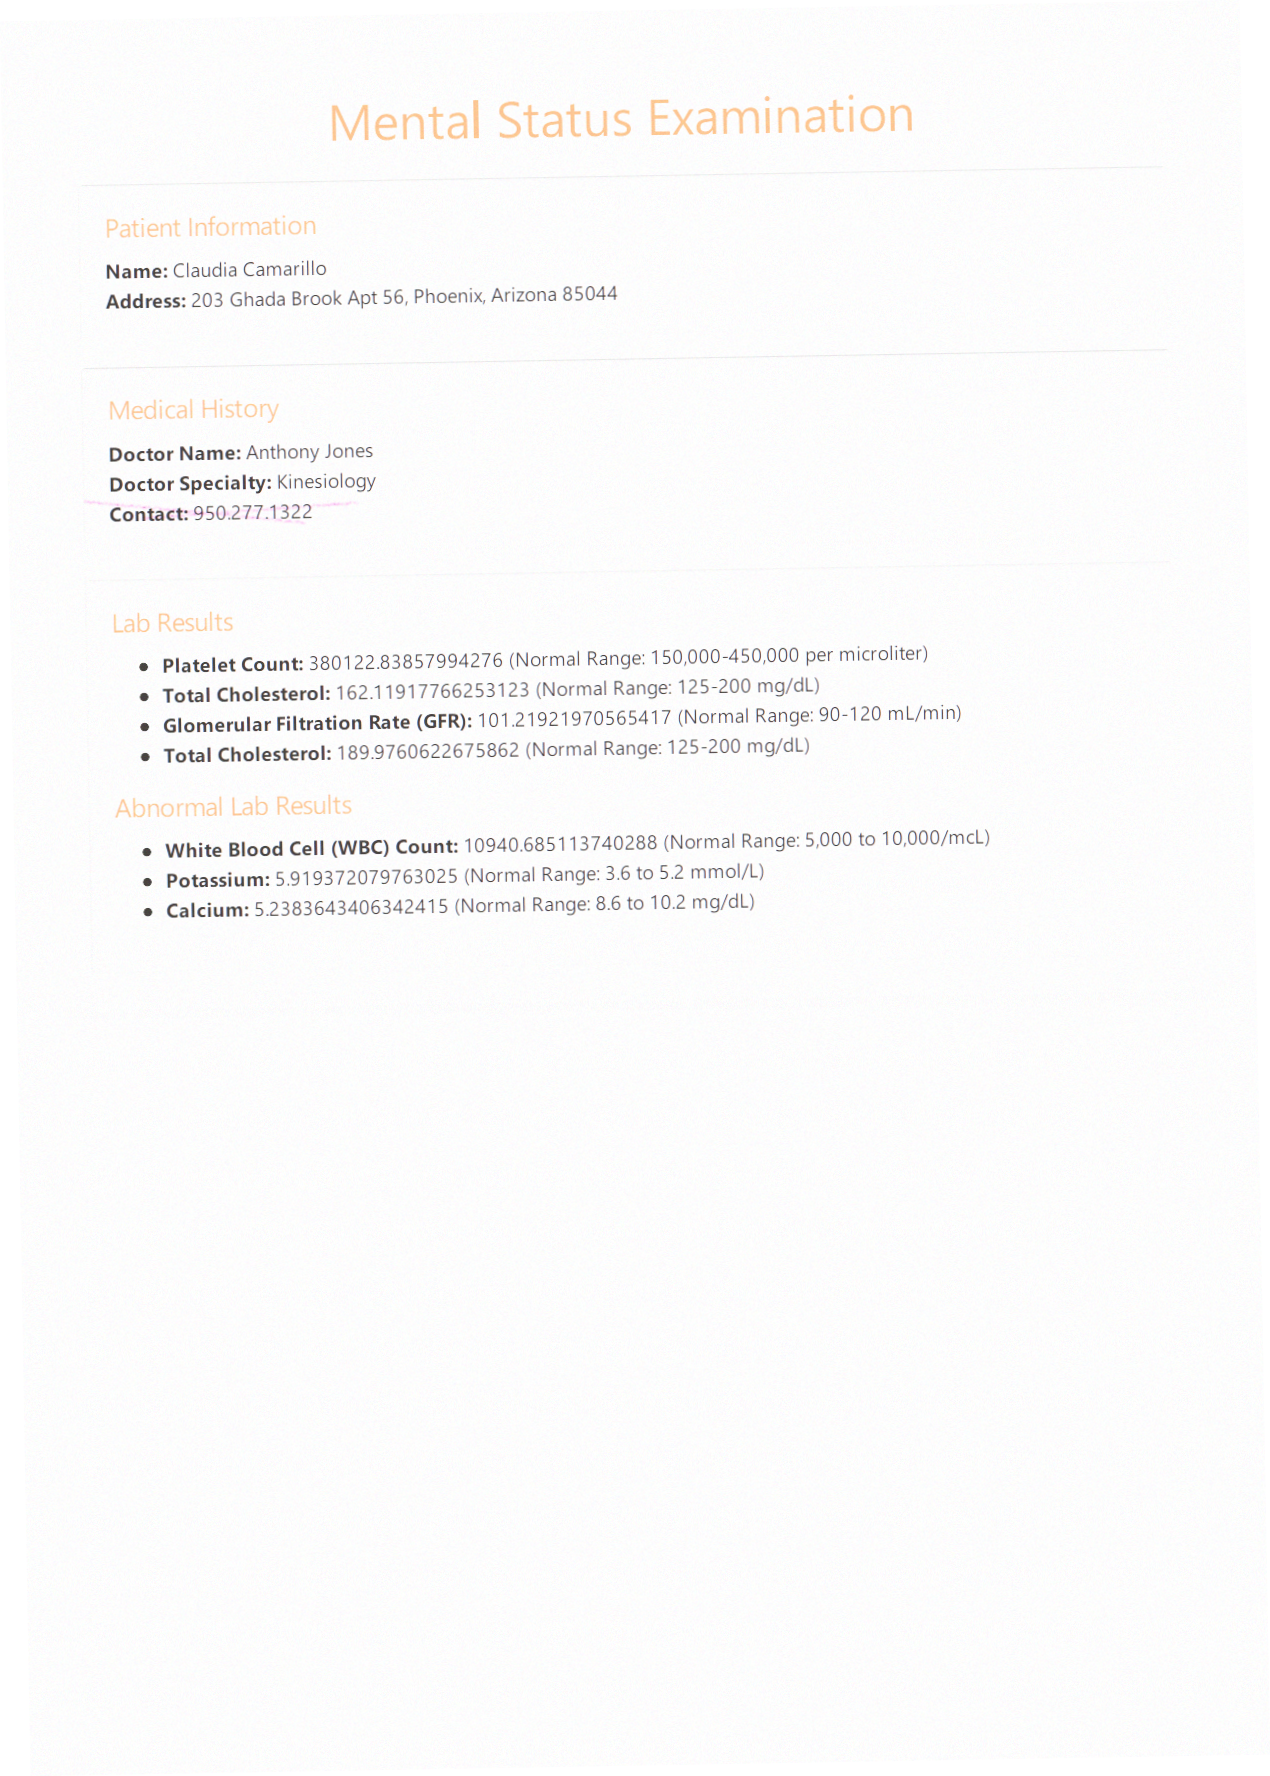 Mental Status Examination
Patient Information
Name: Claudia Camarillo
Address: 203 Ghada Brook Apt 56, Phoenix, Arizona 85044
Medical History
Doctor Name: Anthony Jones
Doctor Specialty: Kinesiology
Contact: 950.277.1322
Lab Results
• Platelet Count: 380122.83857994276 (Normal Range: 150,000-450,000 per microliter)
• Total Cholesterol: 162.11917766253123 (Normal Range: 125-200 mg/dL)
• Glomerular Filtration Rate (GFR): 101.21921970565417 (Normal Range: 90-120 mL/min)
• Total Cholesterol: 189.9760622675862 (Normal Range: 125-200 mg/dL)
Abnormal Lab Results
• White Blood Cell (WBC) Count: 10940.685113740288 (Normal Range: 5,000 to 10,000/mcL)
• Potassium: 5.919372079763025 (Normal Range: 3.6 to 5.2 mmol/L)
• Calcium: 5.2383643406342415 (Normal Range: 8.6 to 10.2 mg/dL)